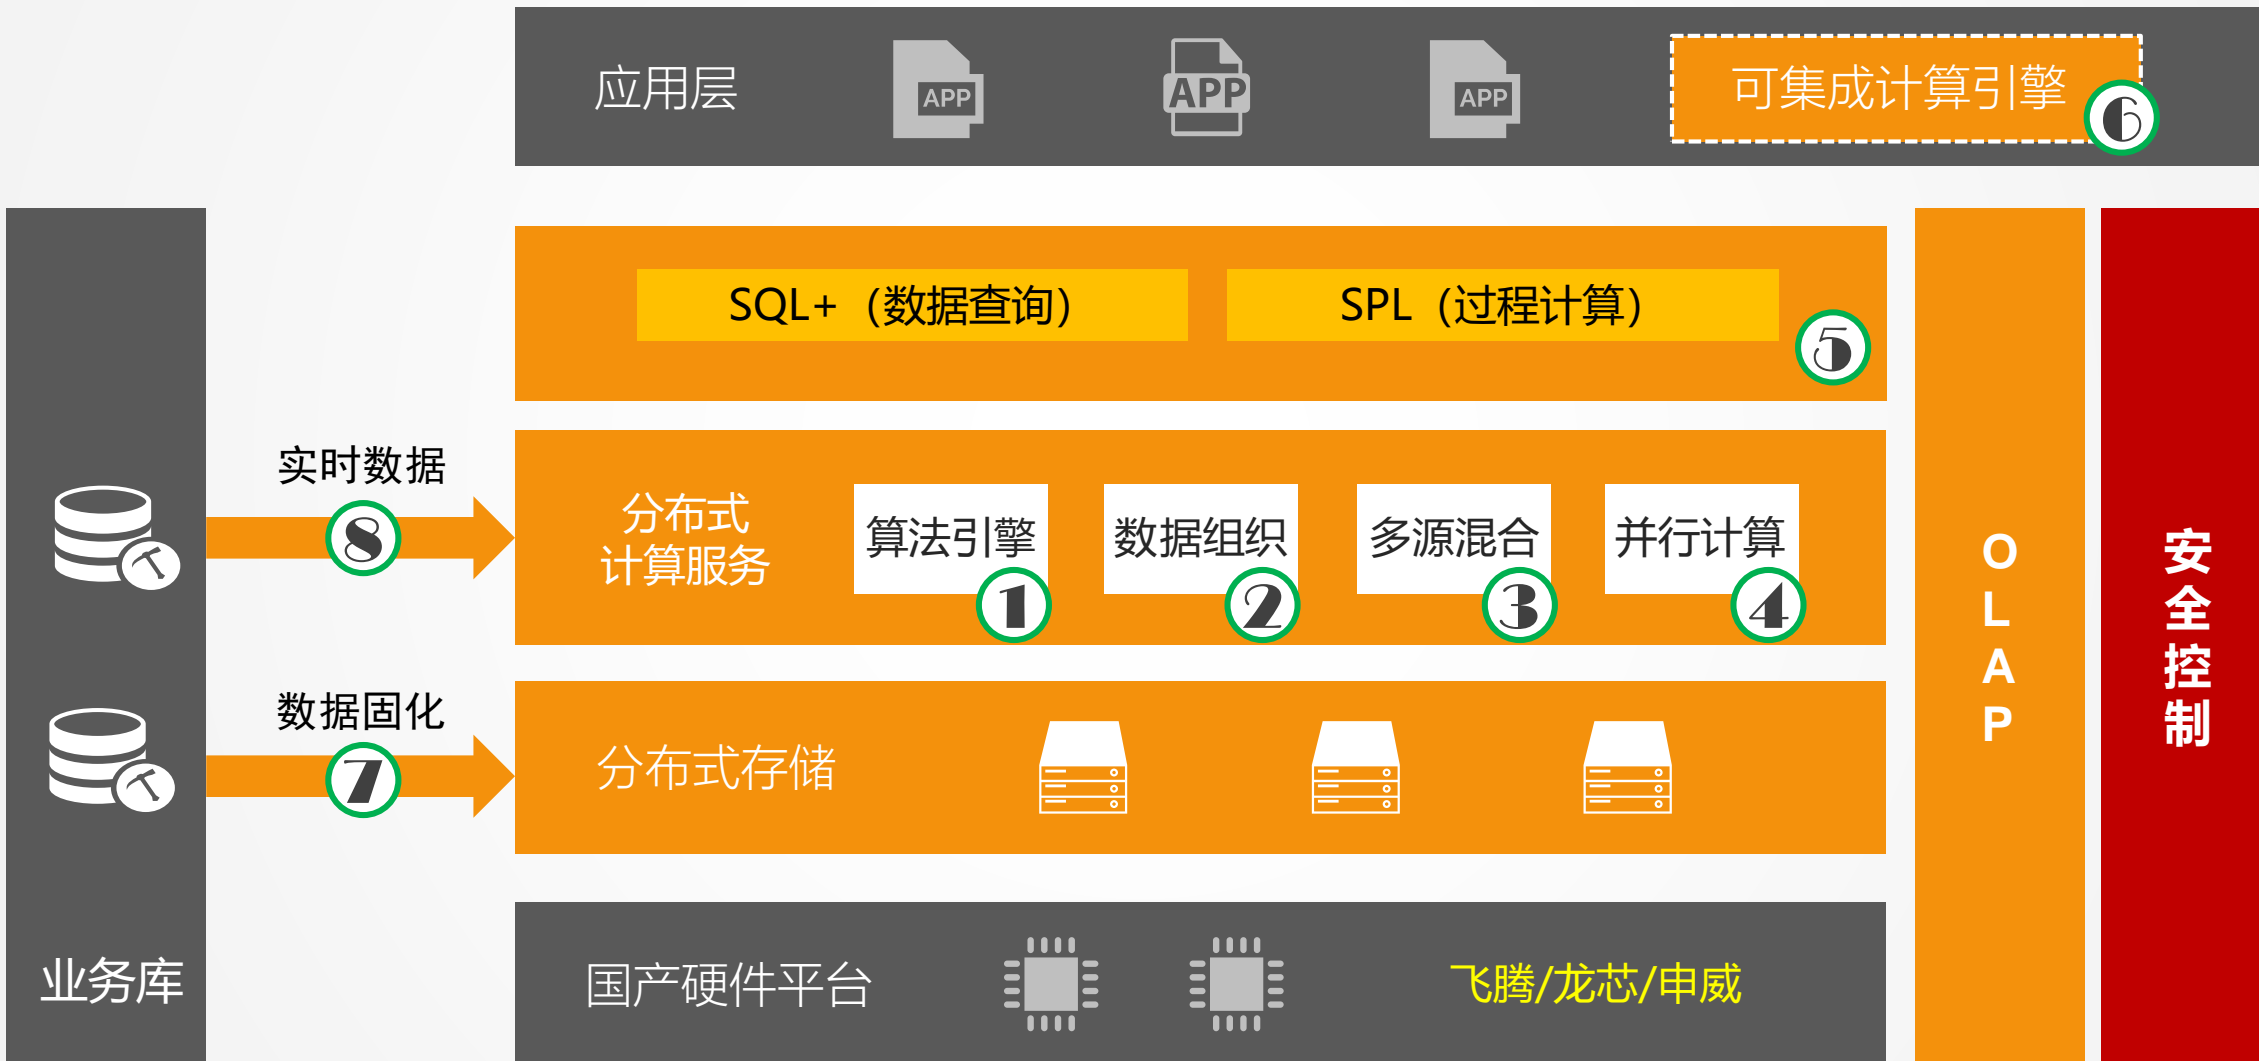 应用层
APP
APP
APP
可集成计算引擎
6
SQL+（数据查询）
SPL（过程计算）
5
实时数据
8
分布式
计算服务
算法引擎
1
数据组织
2
多源混合
3
并行计算
4
数据固化
7
分布式存储
业务库
国产硬件平台
飞腾/龙芯/申威
O
L
A
P
安
全
控
制